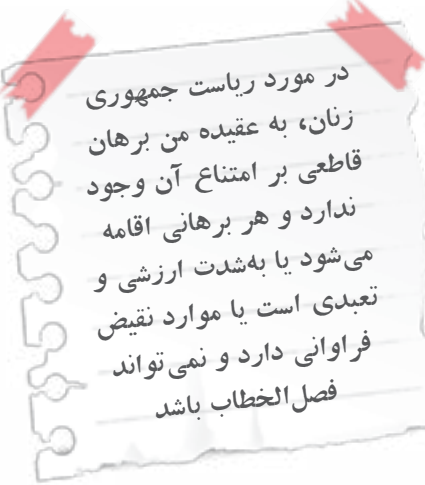 در مورد ریاست جمهوری
زنان، به عقیده من برهان
قاطعی بر امتناع آن وجود
ندارد و هر برهانی اقامه
می‌شود یا به‌شدت ارزشی و
تعبدی است یا موارد نقیض
فراوانی دارد و نمی‌تواند
فصل‌الخطاب باشد